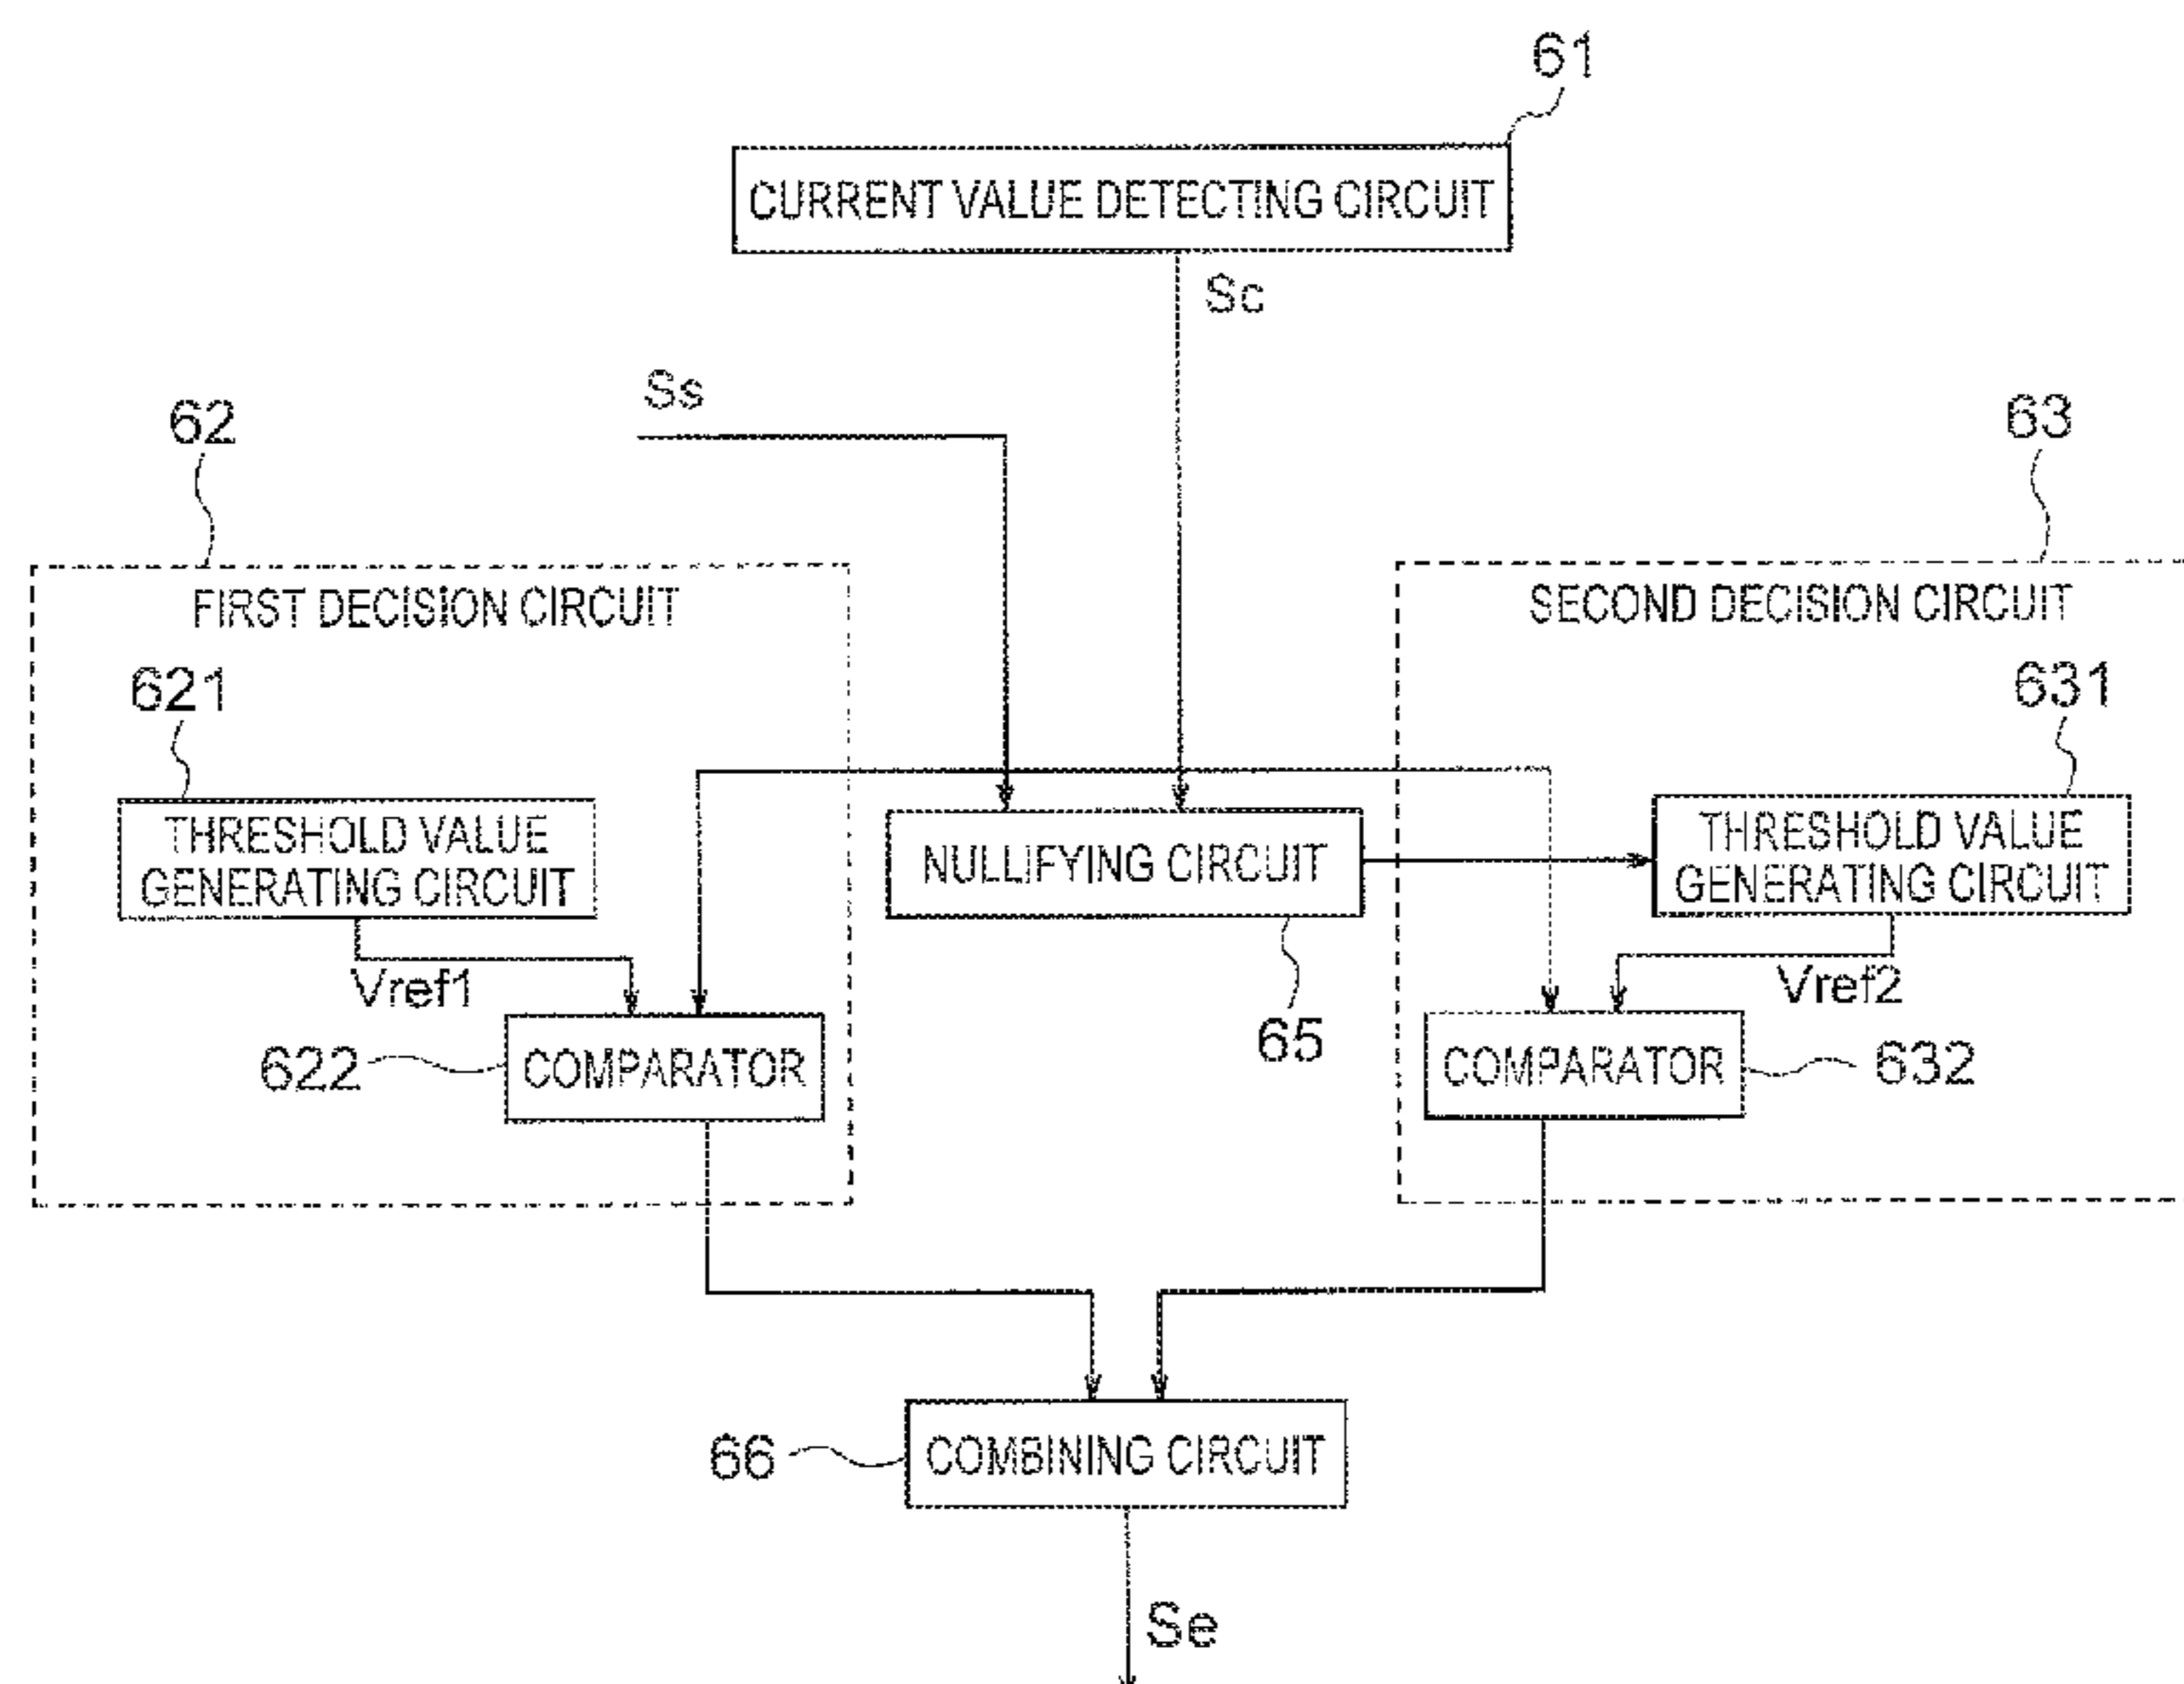 61
CURRENT VALUE DETECTING CIRCUIT
Sc
Ss
62
63
FIRST DECISION CIRCUIT
SECOND DECISION CIRCUIT
621
631
THRESHOLD VALUE
GENERATING CIRCUIT
NULLIFYING CIRCUIT
THRESHOLD VALUE
GENERATING CIRCUIT
Vref1
Vref2
65
622
COMPARATOR
COMPARATOR
632
66
COMBINING CIRCUIT
Se